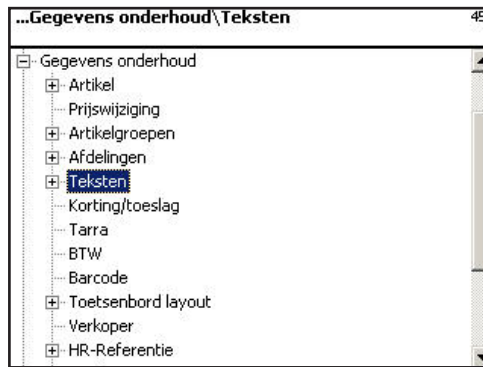 ...Gegevens onderhoud\Teksten 45
Gegevens onderhoud
Artikel
Prijswijziging
Artikelgroepen
Afdelingen
Teksten
Korting/toeslag
Tarra
BTW
Barcode
Toetsenbord layout
Verkoper
HR-Referentie